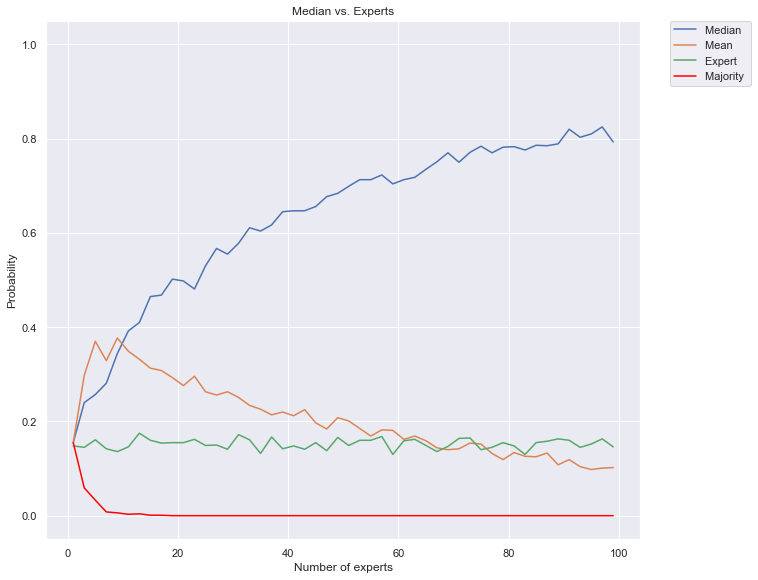 Median vs. Experts
Median
Mean
Expert
Majority
1.0
0.8
0.6
0.4
0.2
0.0
Probability
0
20
40
60
80
100
Number of experts